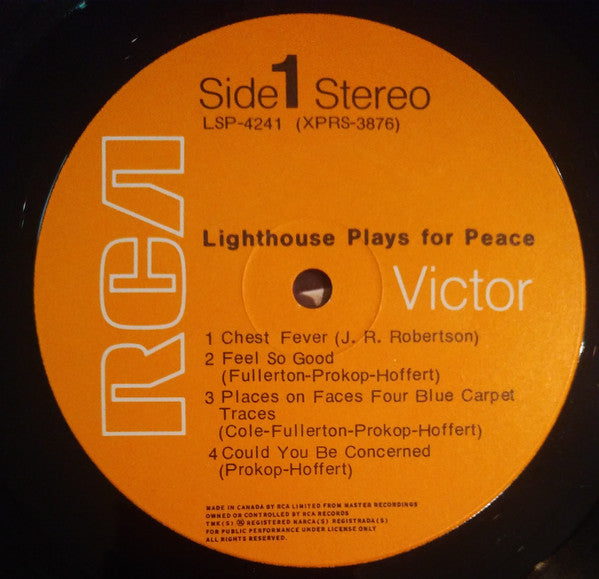 Side 1 Stereo
LSP-4241 (XPRS-3876)
RCA
Lighthouse Plays for Peace
Victor
1 Chest Fever (J. R. Robertson)
2 Feel So Good
(Fullerton-Prokop-Hoffert)
3 Places on Faces Four Blue Carpet
Traces
(Cole-Fullerton-Prokop-Hoffert)
4 Could You Be Concerned
(Prokop-Hoffert)
MADE IN CANADA BY RCA LIMITED FROM MASTER RECORDINGS
OWNED OR CONTROLLED BY RCA RECORDS
TMK(S) ® REGISTERED MARCA(S) REGISTRADA(S)
FOR PUBLIC PERFORMANCE UNDER LICENSE ONLY
ALL RIGHTS RESERVED